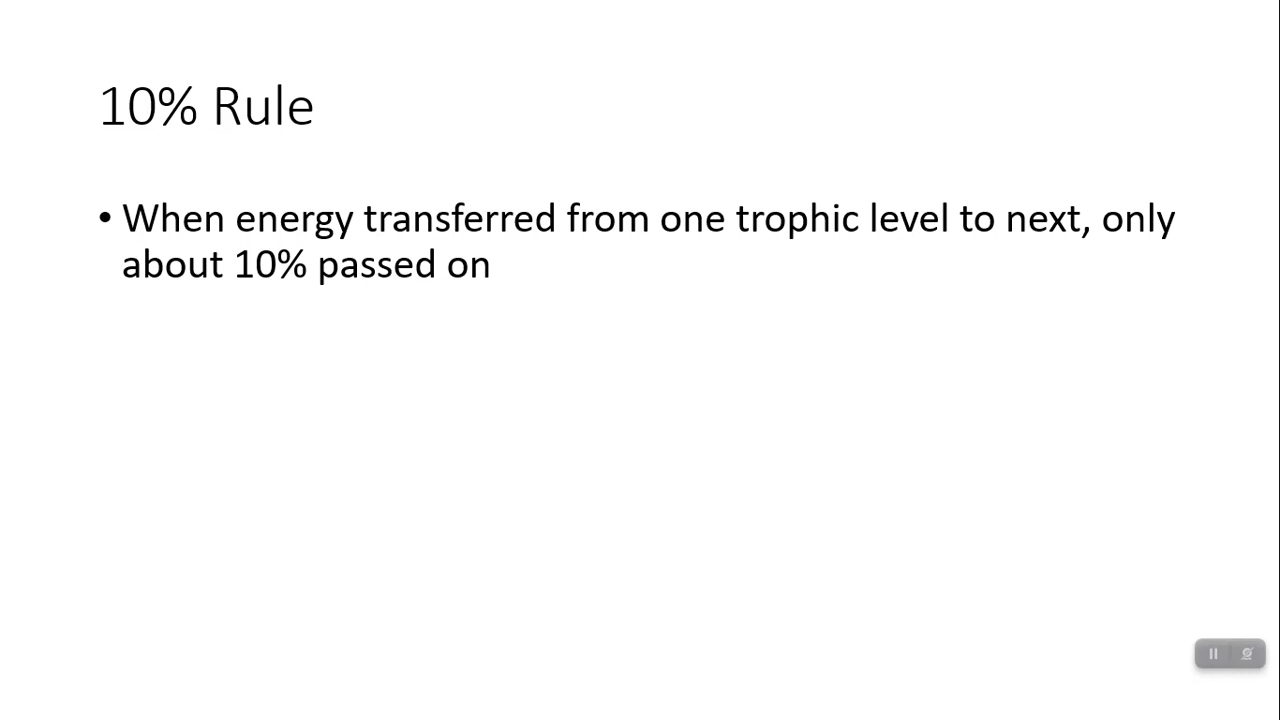 10% Rule
• When energy transferred from one trophic level to next, only
about 10% passed on